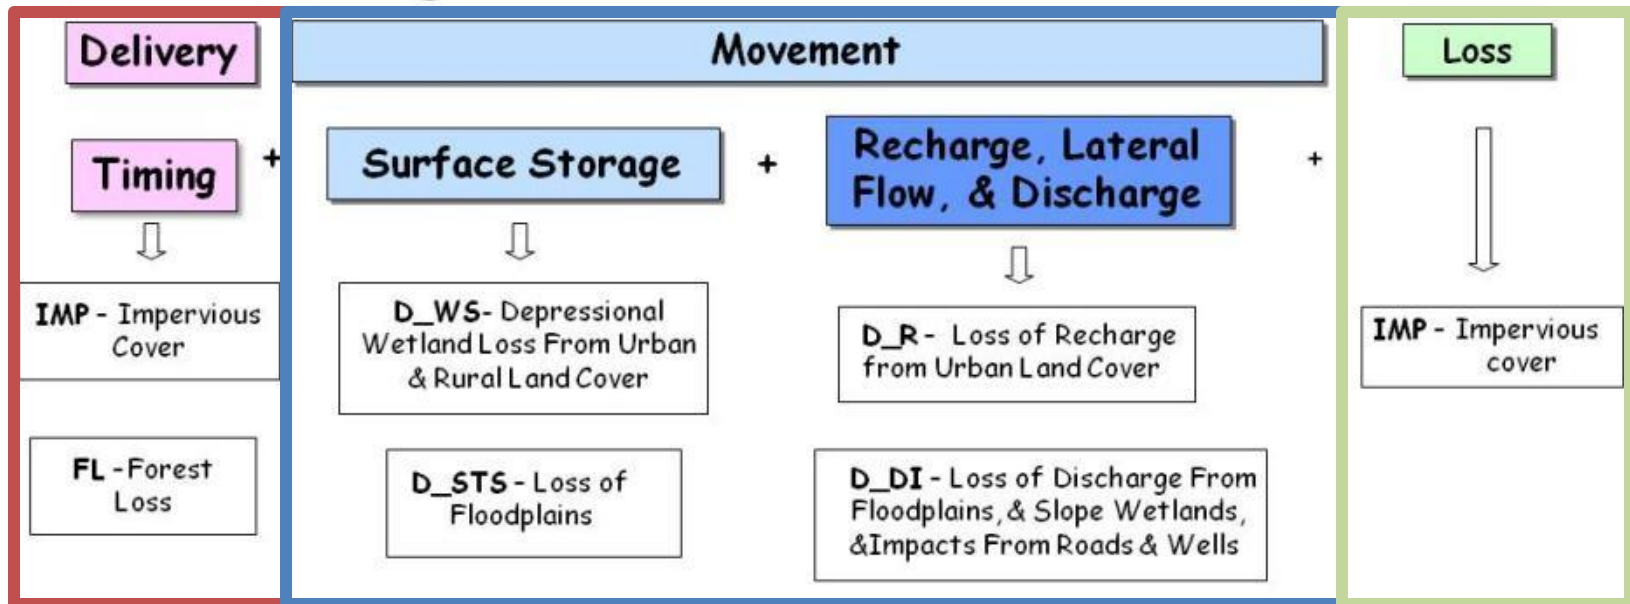 Delivery
Movement
Loss
Timing
+
Surface Storage
+
Recharge, Lateral
Flow, & Discharge
+
IMP - Impervious
Cover
FL -Forest
Loss
D_WS- Depressional
Wetland Loss From Urban
& Rural Land Cover
D_STS - Loss of
Floodplains
D_R - Loss of Recharge
from Urban Land Cover
D_DI - Loss of Discharge From
Floodplains, & Slope Wetlands,
&Impacts From Roads & Wells
IMP - Impervious
cover